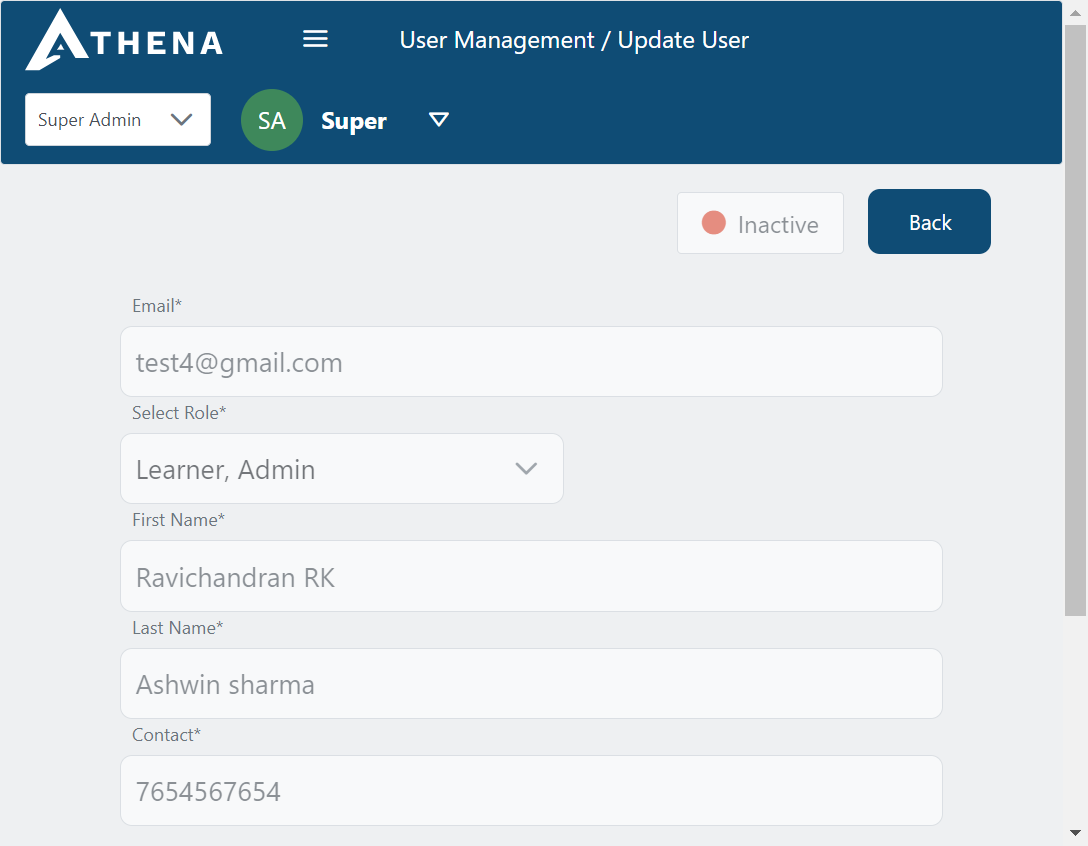 ATHENA
User Management / Update User
Super Admin
SA
Super
Inactive
Back
Email*
test4@gmail.com
Select Role*
Learner, Admin
First Name*
Ravichandran RK
Last Name*
Ashwin sharma
Contact*
7654567654